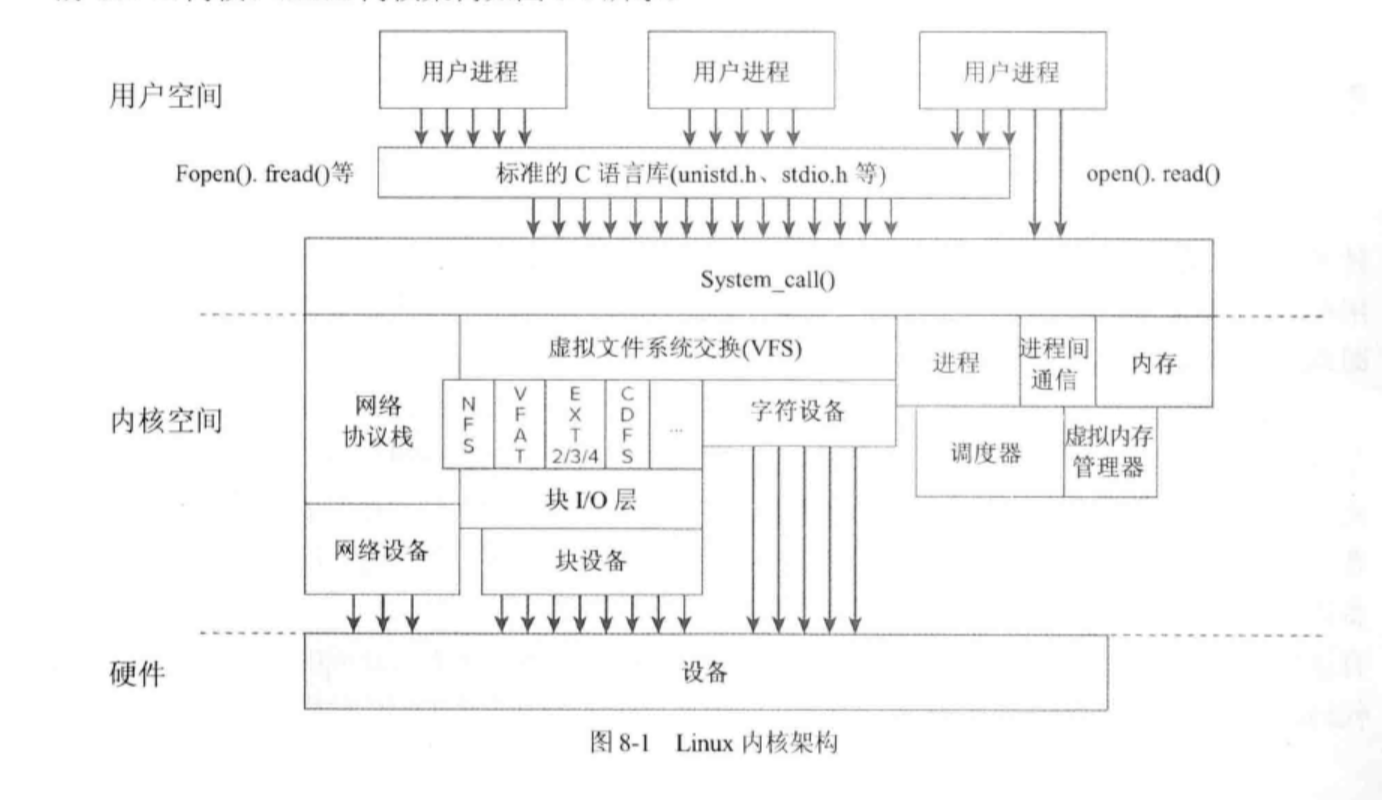 用户进程
用户进程
用户进程
用户空间
Fopen(). fread()等
标准的 C 语言库(unistd.h、stdio.h 等)
open(). read()
System_call()
内核空间
网络
协议栈
虚拟文件系统交换(VFS)
进程
进程间
通信
内存
NFS
VFAT
EXT
2/3/4
CDFS
...
字符设备
调度器
虚拟内存
管理器
块 I/O 层
网络设备
块设备
硬件
设备
图 8-1 Linux 内核架构